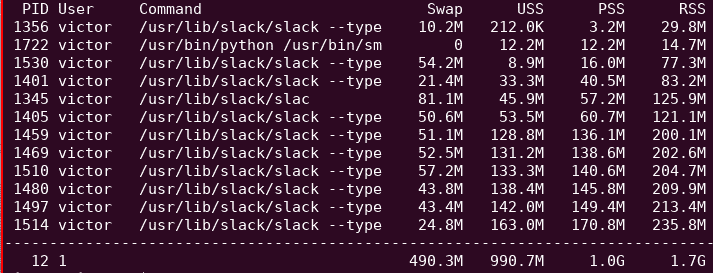 PID User Command Swap USS PSS RSS
1356 victor /usr/lib/slack/slack --type 10.2M 212.0K 3.2M 29.8M
1722 victor /usr/bin/python /usr/bin/sm 0 12.2M 12.2M 14.7M
1530 victor /usr/lib/slack/slack --type 54.2M 8.9M 16.0M 77.3M
1401 victor /usr/lib/slack/slack --type 21.4M 33.3M 40.5M 83.2M
1345 victor /usr/lib/slack/slac 81.1M 45.9M 57.2M 125.9M
1405 victor /usr/lib/slack/slack --type 50.6M 53.5M 60.7M 121.1M
1459 victor /usr/lib/slack/slack --type 51.1M 128.8M 136.1M 200.1M
1469 victor /usr/lib/slack/slack --type 52.5M 131.2M 138.6M 202.6M
1510 victor /usr/lib/slack/slack --type 57.2M 133.3M 140.6M 204.7M
1480 victor /usr/lib/slack/slack --type 43.8M 138.4M 145.8M 209.9M
1497 victor /usr/lib/slack/slack --type 43.4M 142.0M 149.4M 213.4M
1514 victor /usr/lib/slack/slack --type 24.8M 163.0M 170.8M 235.8M
-------------------------------------------------------------------------------
12 1 490.3M 990.7M 1.0G 1.7G